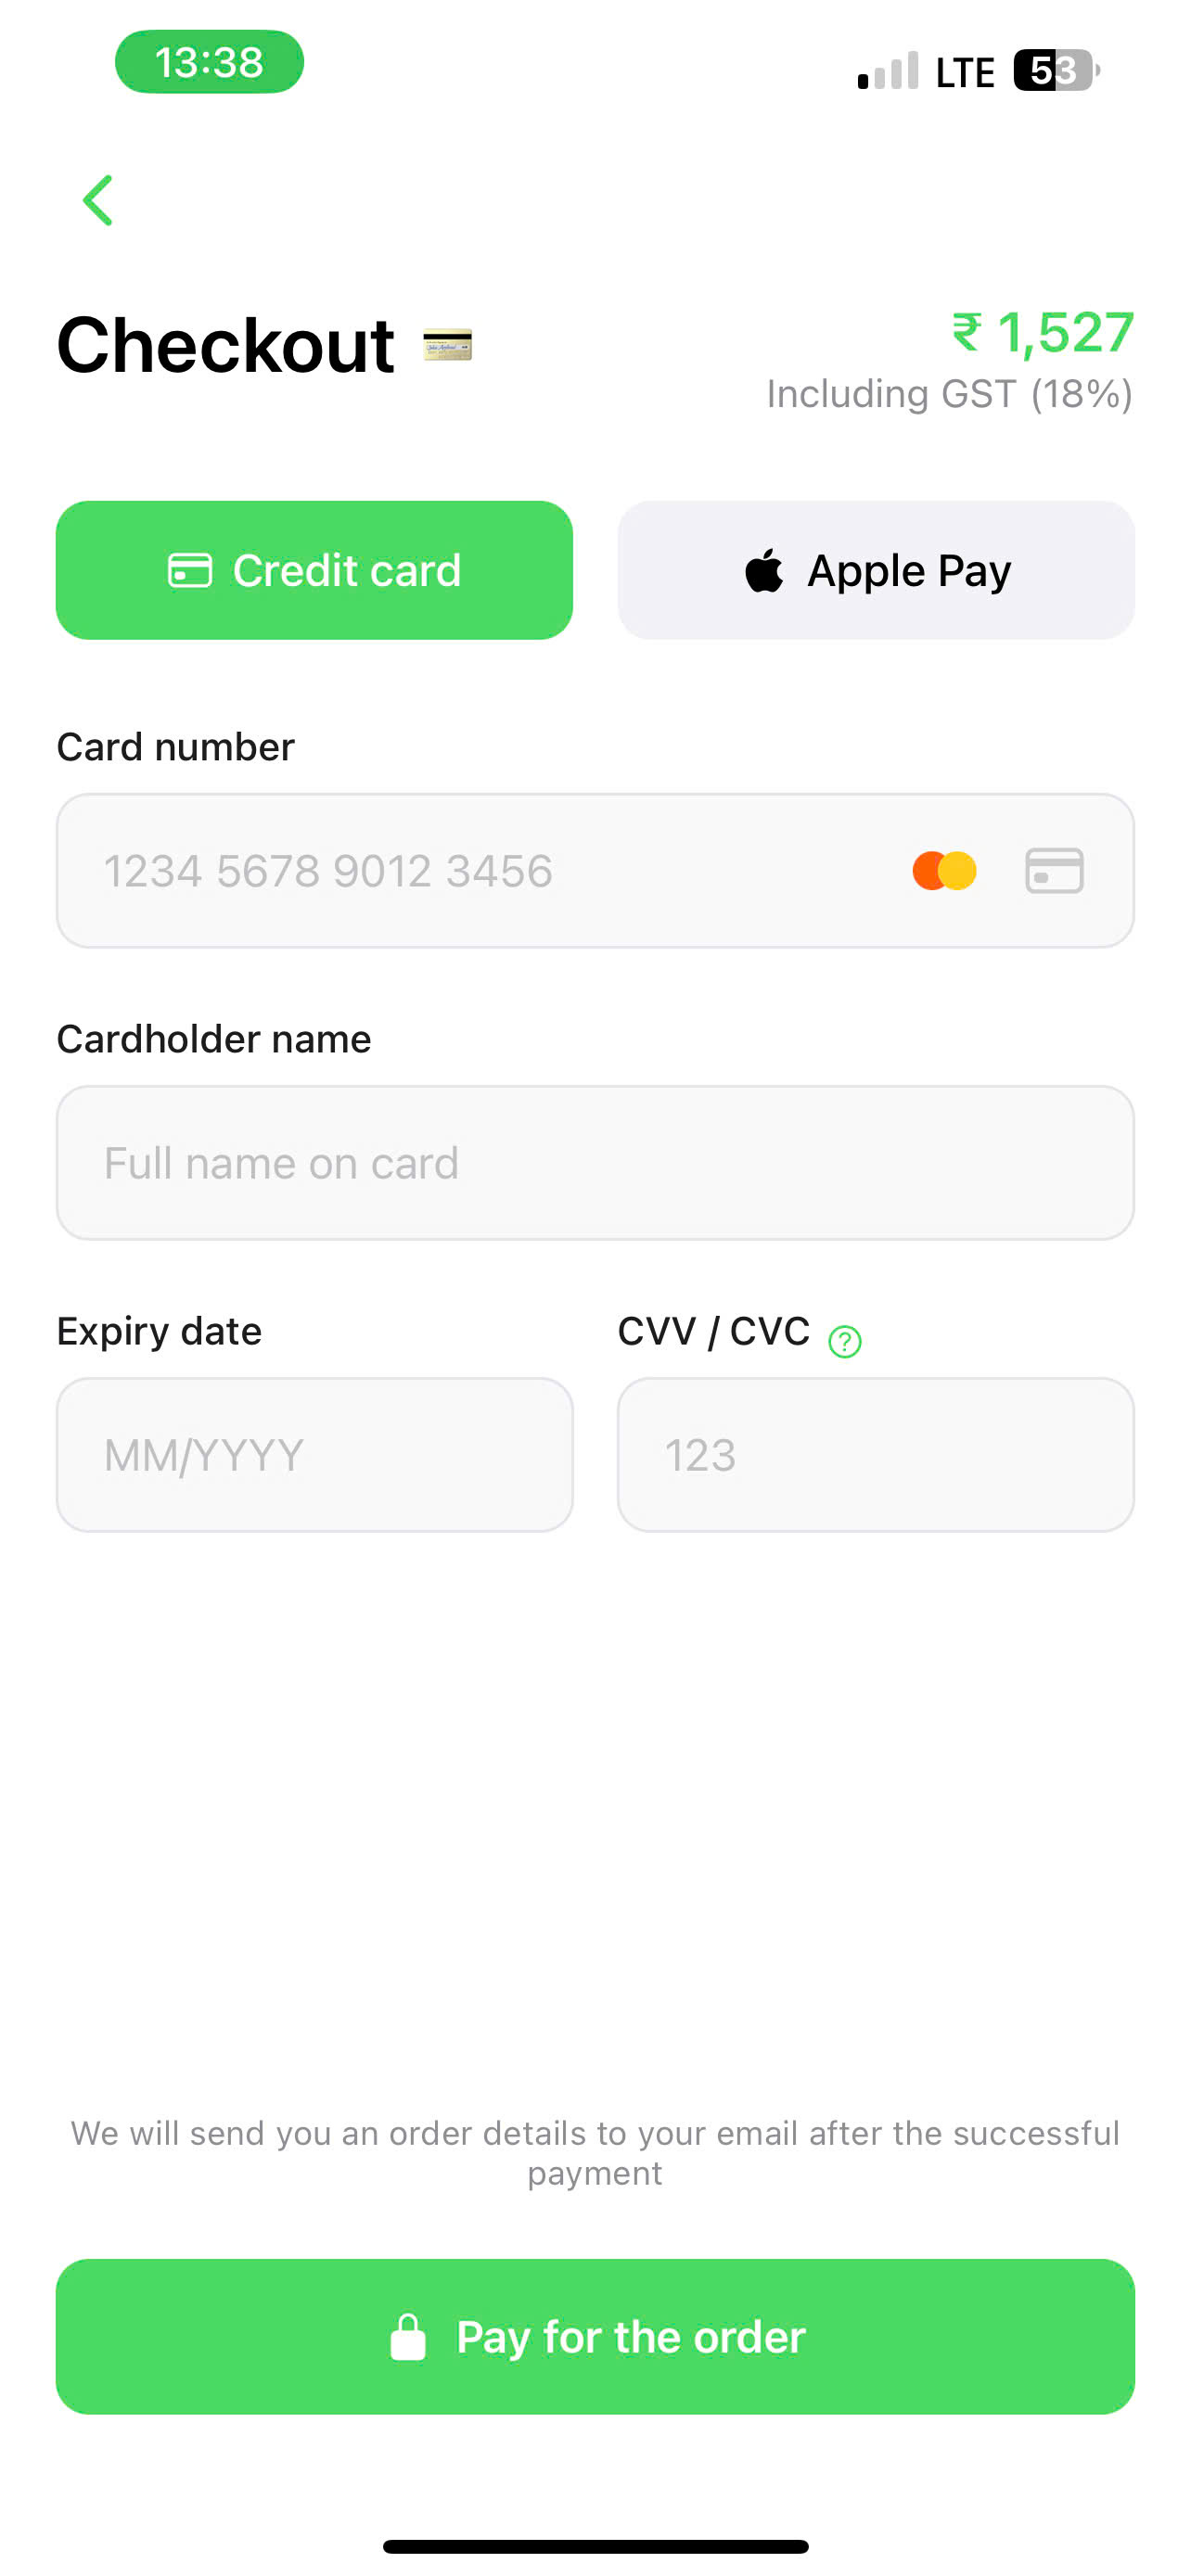 13:38
LTE 53
Checkout
₹ 1,527
Including GST (18%)
Credit card
Apple Pay
Card number
1234 5678 9012 3456
Cardholder name
Full name on card
Expiry date
CVV / CVC ?
MM/YYYY
123
We will send you an order details to your email after the successful
payment
Pay for the order